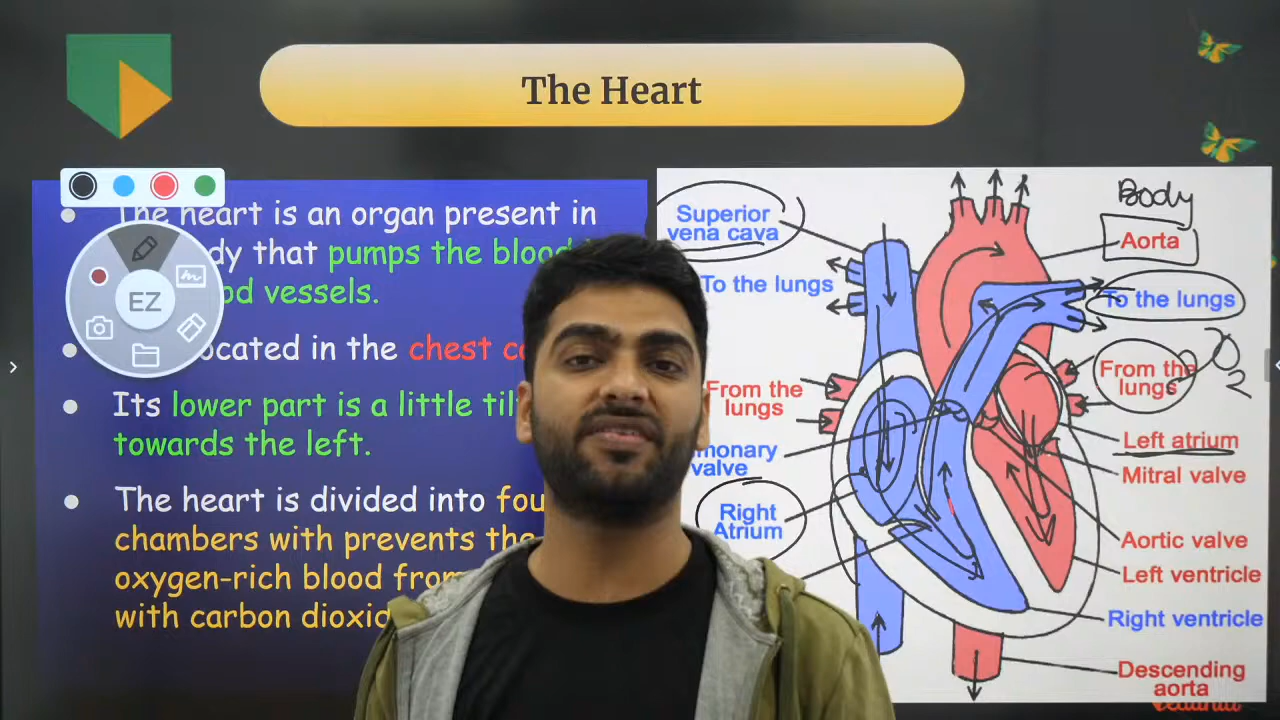 The Heart
The heart is an organ present in
dy that pumps the blood
d vessels.
ocated in the chest c
Its lower part is a little til
towards the left.
The heart is divided into fou
chambers with prevents the
oxygen-rich blood from
with carbon dioxid
EZ
Superior
vena cava
To the lungs
From the
lungs
monary
valve
Right
Atrium
Body
Aorta
To the lungs
From the
lungs
O2
Left atrium
Mitral valve
Aortic valve
Left ventricle
Right ventricle
Descending
aorta